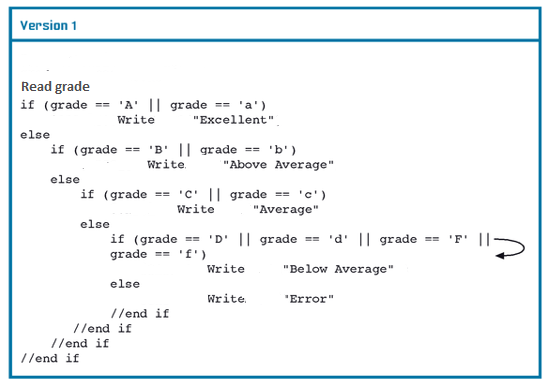 Version 1
Read grade
if (grade == 'A' || grade == 'a')
Write "Excellent"
else
if (grade == 'B' || grade == 'b')
Write "Above Average"
else
if (grade == 'C' || grade == 'c')
Write "Average"
else
if (grade == 'D' || grade == 'd' || grade == 'F' ||
grade == 'f')
Write "Below Average"
else
Write "Error"
//end if
//end if
//end if
//end if